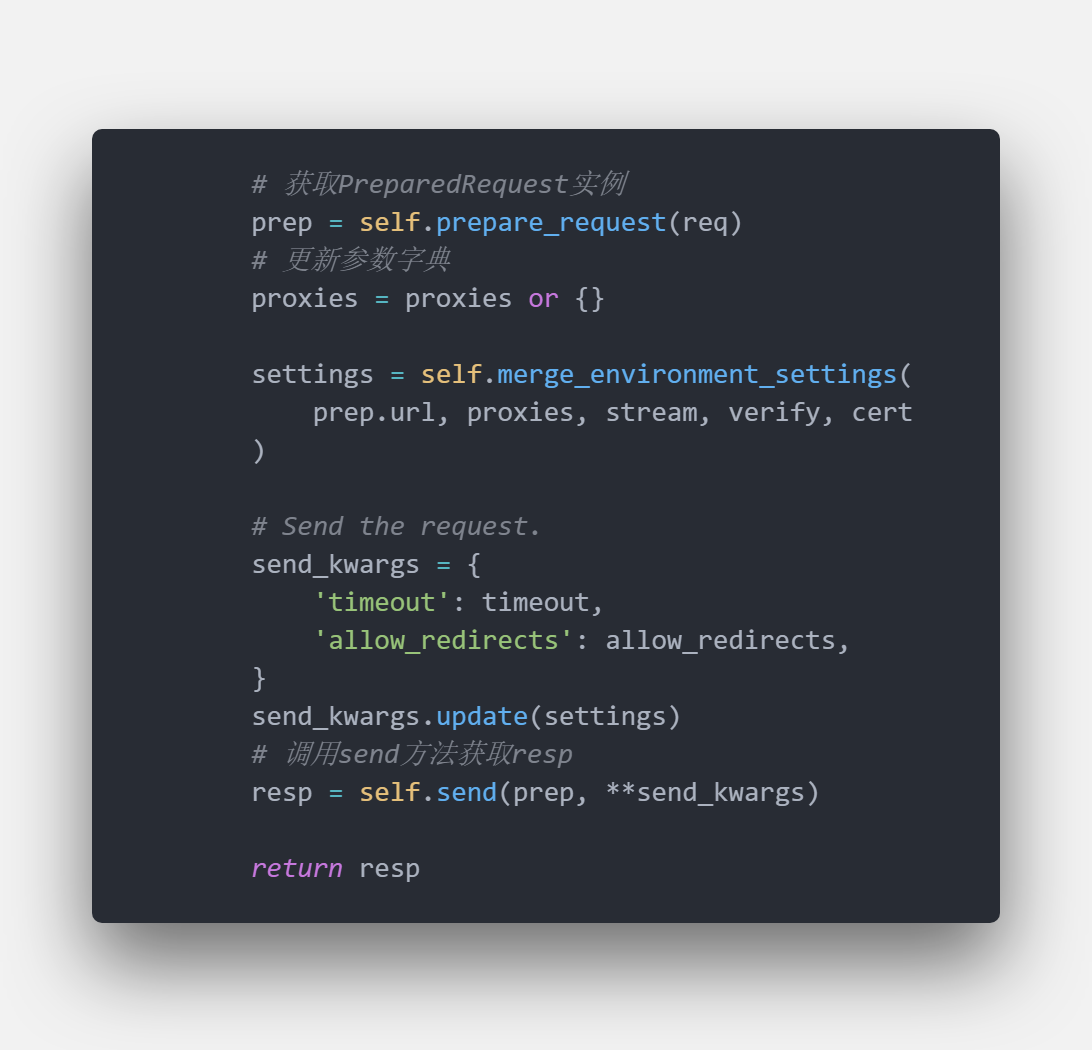 # 获取PreparedRequest实例
prep = self.prepare_request(req)
# 更新参数字典
proxies = proxies or {}

settings = self.merge_environment_settings(
    prep.url, proxies, stream, verify, cert
)

# Send the request.
send_kwargs = {
    'timeout': timeout,
    'allow_redirects': allow_redirects,
}
send_kwargs.update(settings)
# 调用send方法获取resp
resp = self.send(prep, **send_kwargs)

return resp